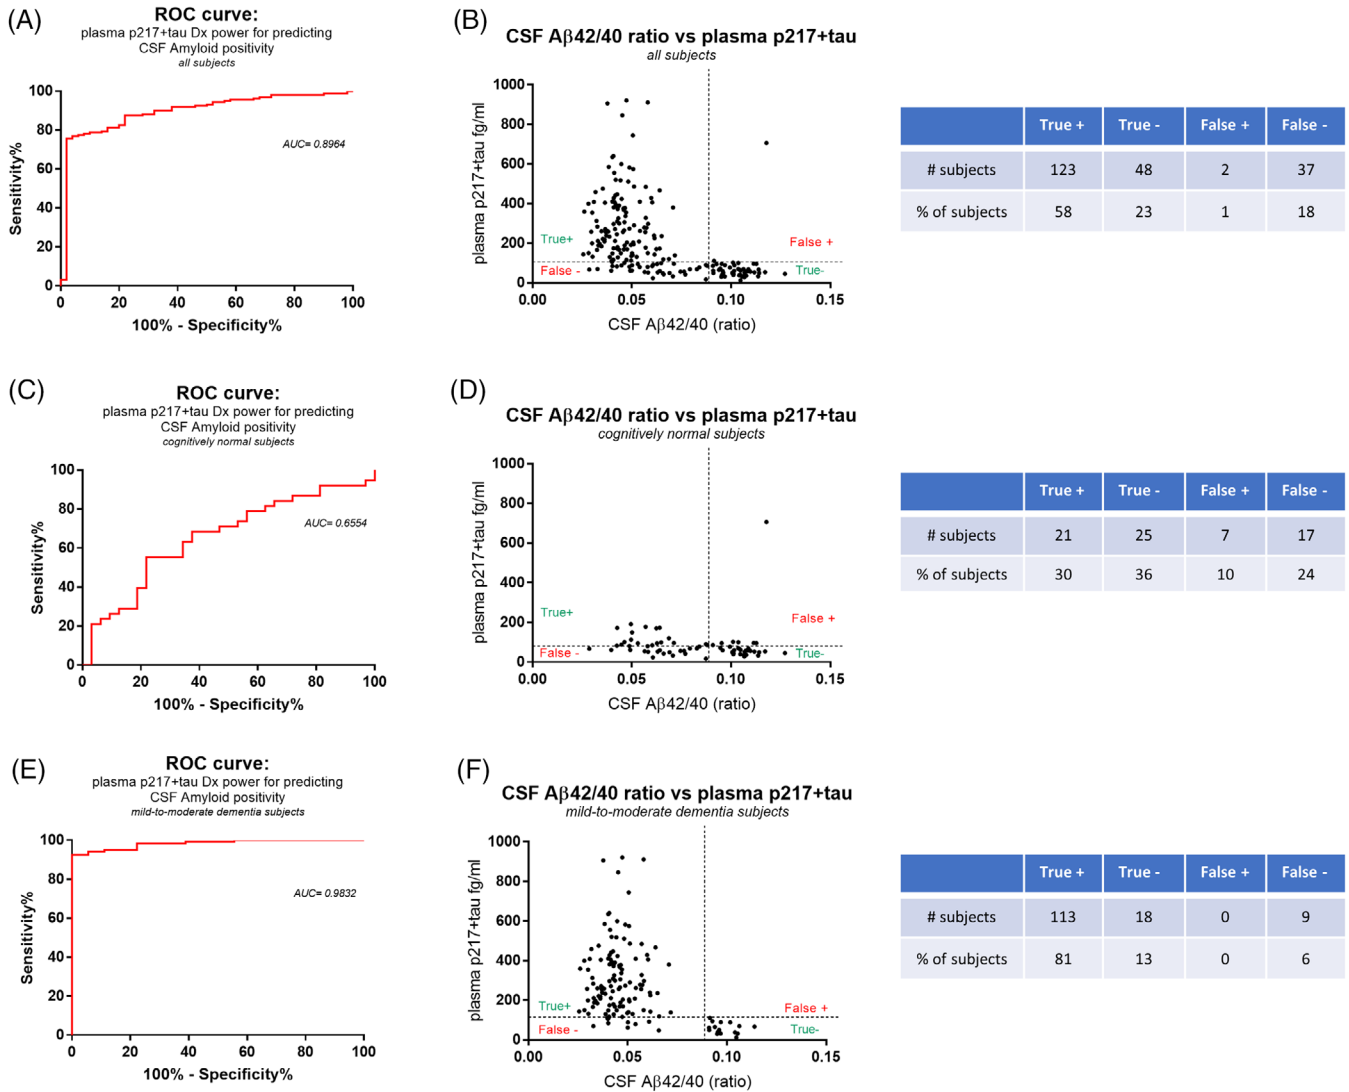 (A)
ROC curve:
plasma p217+tau Dx power for predicting
CSF Amyloid positivity
all subjects
100
80
60
40
20
0
Sensitivity%
AUC= 0.8964
0 20 40 60 80 100
100% - Specificity%
(B)
CSF Aβ42/40 ratio vs plasma p217+tau
all subjects
1000
800
600
400
200
0
plasma p217+tau fg/ml
True+
False +
False -
True-
0.00 0.05 0.10 0.15
CSF Aβ42/40 (ratio)
True + True - False + False -
# subjects 123 48 2 37
% of subjects 58 23 1 18
(C)
ROC curve:
plasma p217+tau Dx power for predicting
CSF Amyloid positivity
cognitively normal subjects
100
80
60
40
20
0
Sensitivity%
AUC= 0.6554
0 20 40 60 80 100
100% - Specificity%
(D)
CSF Aβ42/40 ratio vs plasma p217+tau
cognitively normal subjects
1000
800
600
400
200
0
plasma p217+tau fg/ml
True+
False +
False -
True-
0.00 0.05 0.10 0.15
CSF Aβ42/40 (ratio)
True + True - False + False -
# subjects 21 25 7 17
% of subjects 30 36 10 24
(E)
ROC curve:
plasma p217+tau Dx power for predicting
CSF Amyloid positivity
mild-to-moderate dementia subjects
100
80
60
40
20
0
Sensitivity%
AUC= 0.9832
0 20 40 60 80 100
100% - Specificity%
(F)
CSF Aβ42/40 ratio vs plasma p217+tau
mild-to-moderate dementia subjects
1000
800
600
400
200
0
plasma p217+tau fg/ml
True+
False +
False -
True-
0.00 0.05 0.10 0.15
CSF Aβ42/40 (ratio)
True + True - False + False -
# subjects 113 18 0 9
% of subjects 81 13 0 6